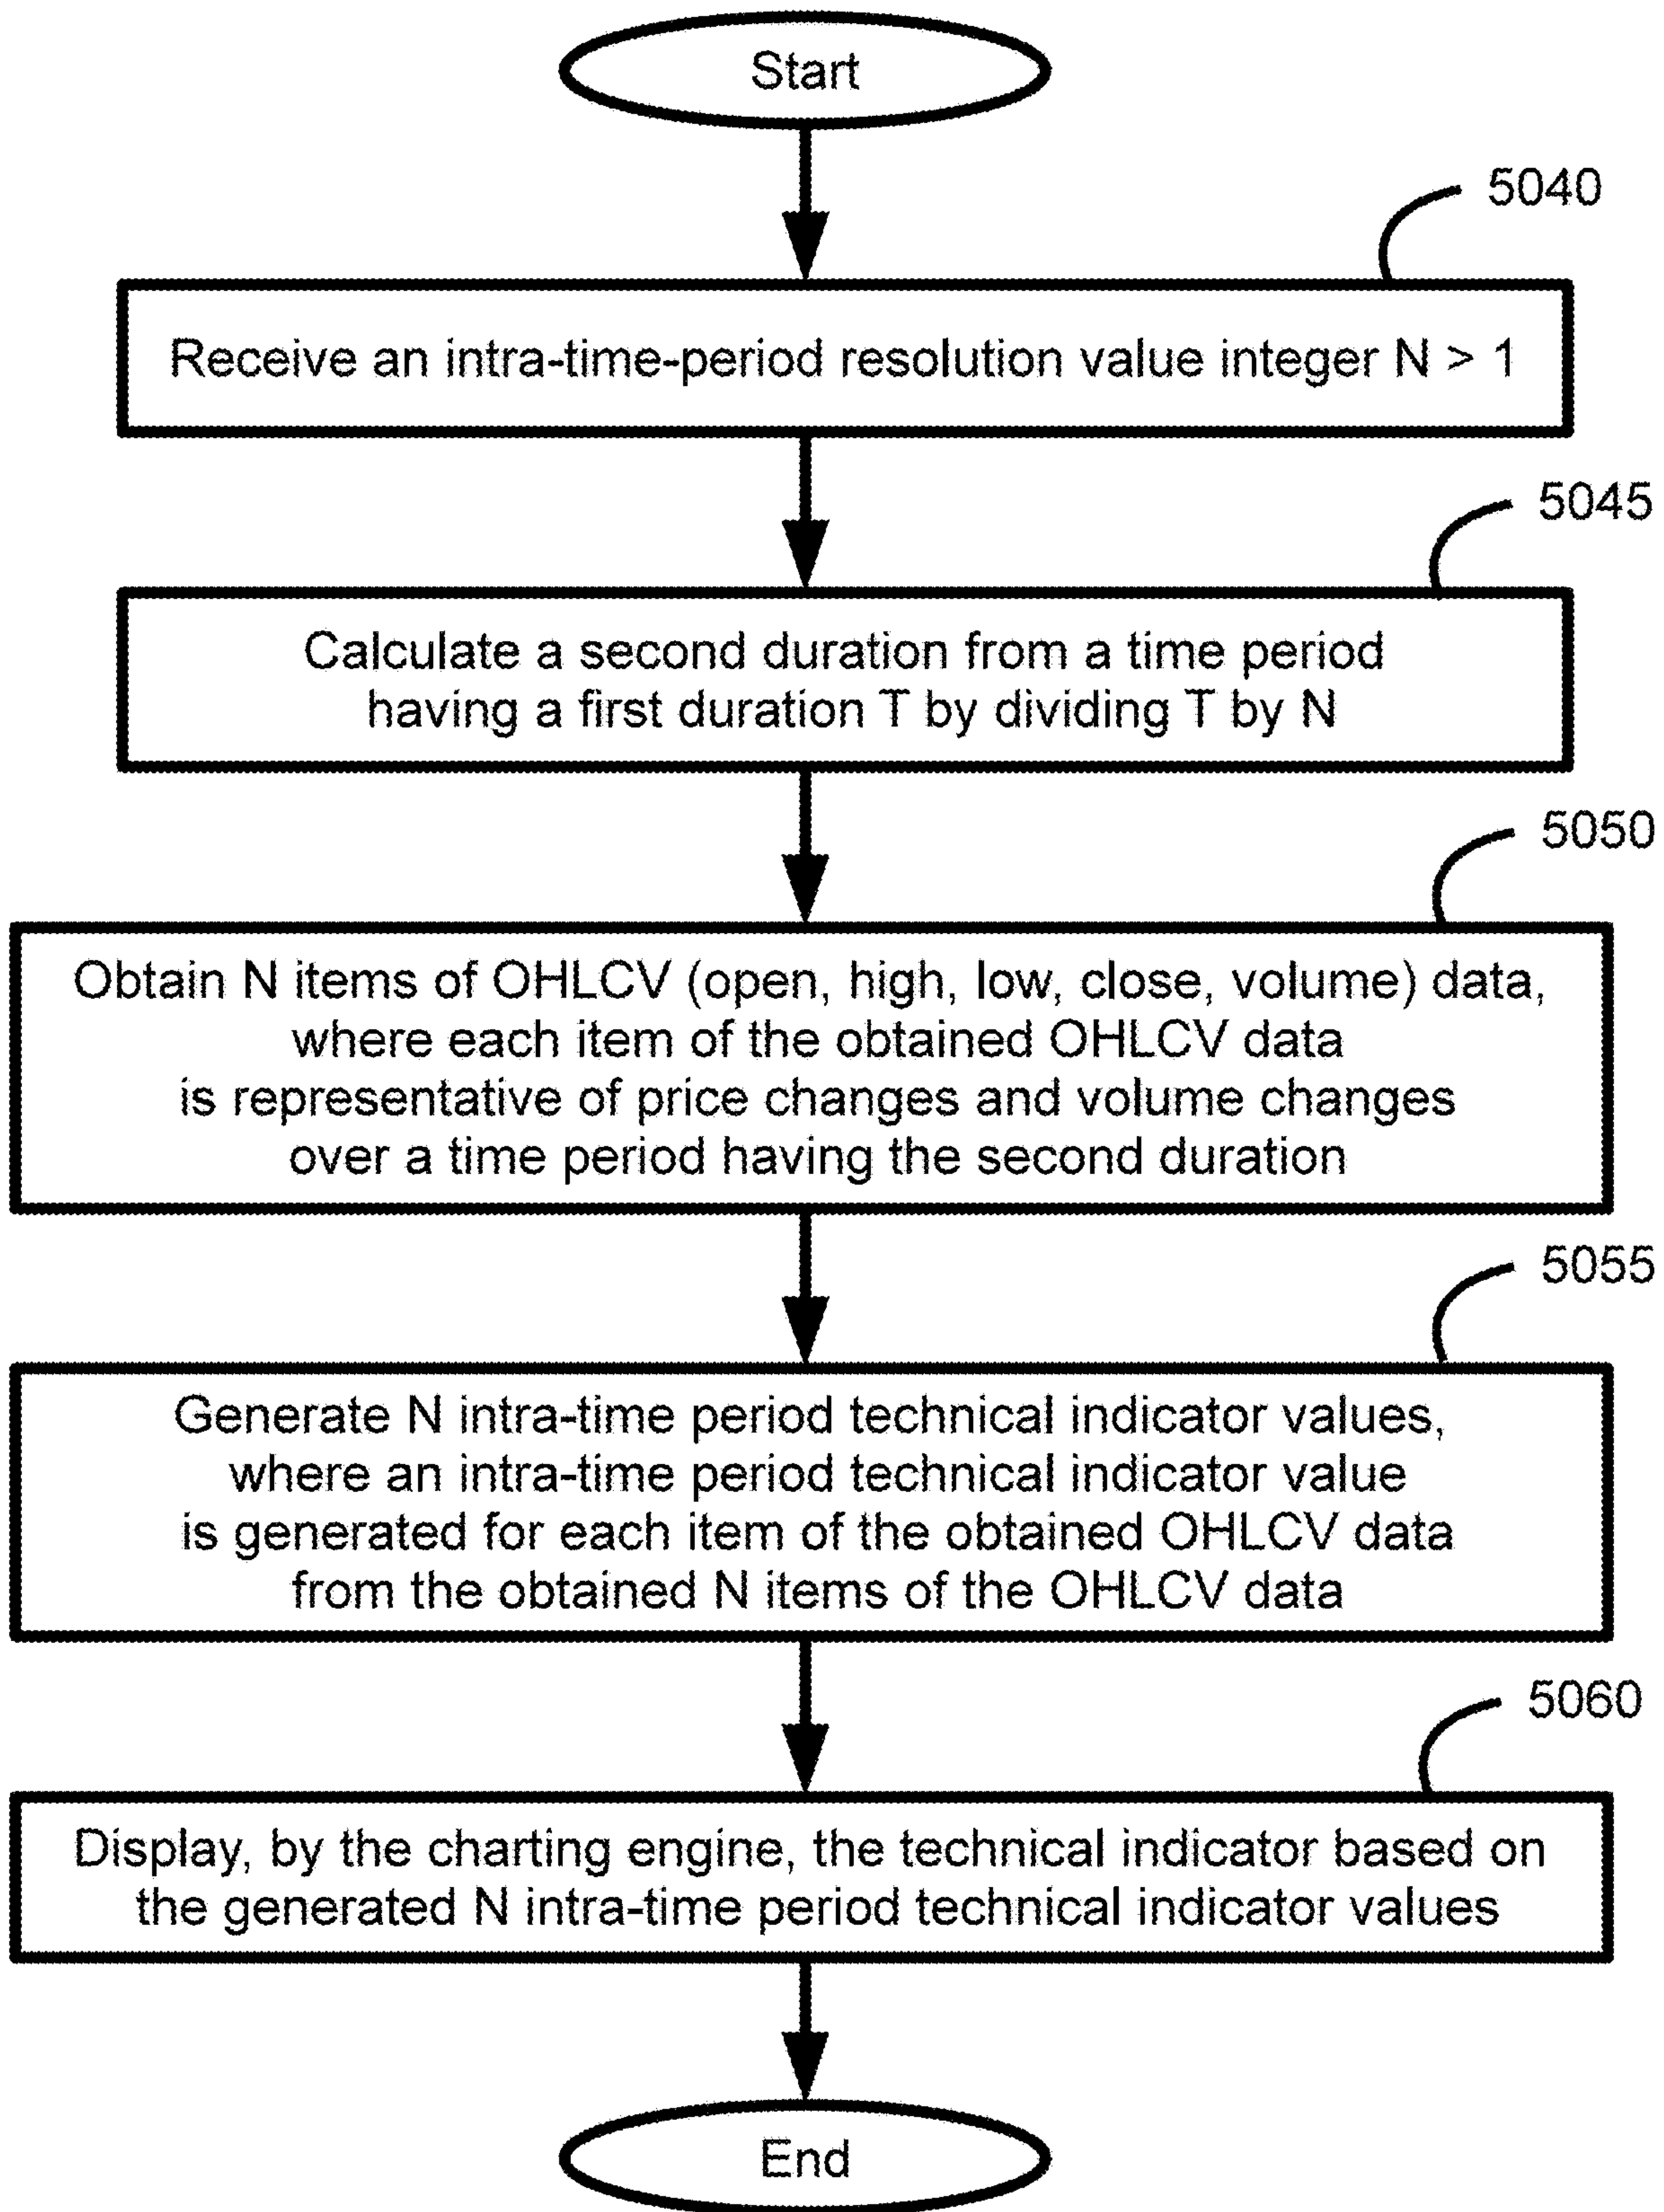 Start
5040
Receive an intra-time-period resolution value integer N > 1
5045
Calculate a second duration from a time period
having a first duration T by dividing T by N
5050
Obtain N items of OHLCV (open, high, low, close, volume) data,
where each item of the obtained OHLCV data
is representative of price changes and volume changes
over a time period having the second duration
5055
Generate N intra-time period technical indicator values,
where an intra-time period technical indicator value
is generated for each item of the obtained OHLCV data
from the obtained N items of the OHLCV data
5060
Display, by the charting engine, the technical indicator based on
the generated N intra-time period technical indicator values
End